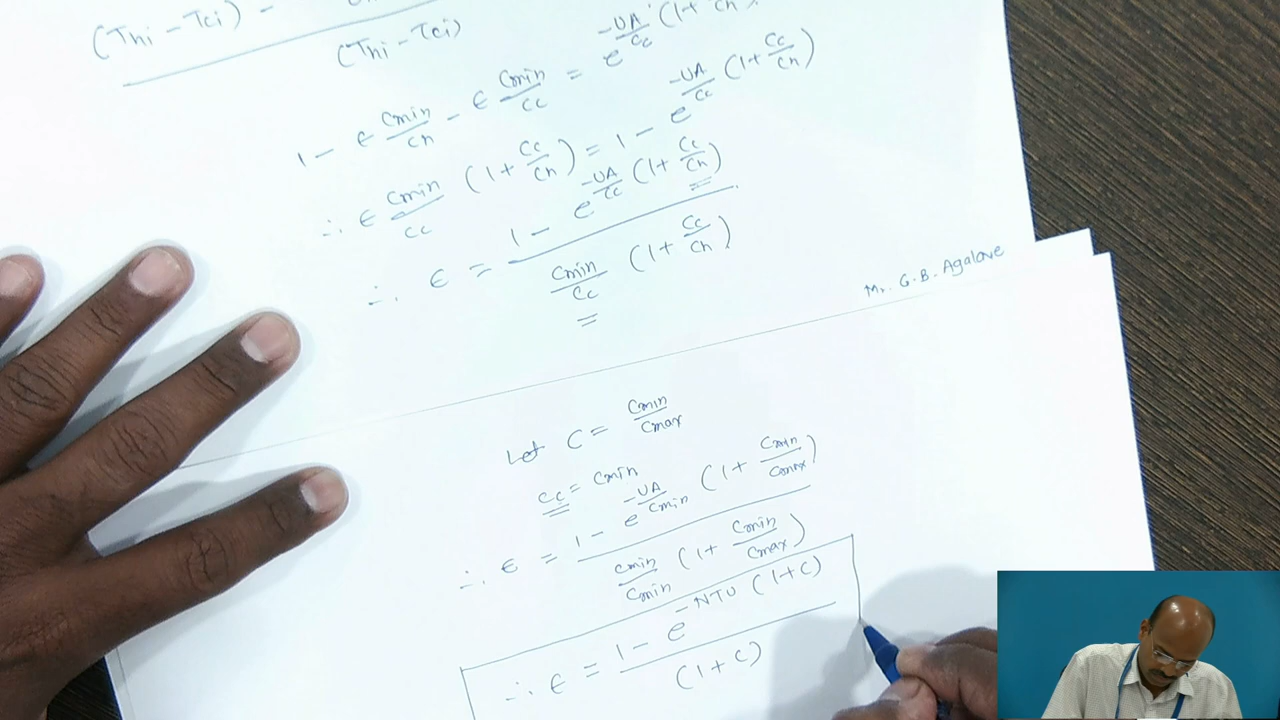 (Thi - Tci) -
(Thi - Tci)
1 - ϵ Cmin/Ch - ϵ Cmin/Cc = e^(-UA/Cc (1+ Cc/Ch
∴ ϵ Cmin/Cc (1+ Cc/Ch) = 1 - e^(-UA/Cc (1+ Cc/Ch))
∴ ϵ = (1 - e^(-UA/Cc (1+ Cc/Ch))) / (Cmin/Cc (1+ Cc/Ch))
Mr. G. B. Agalave
Let C = Cmin/Cmax
Cc = Cmin
∴ ϵ = (1 - e^(-UA/Cmin (1+ Cmin/Cmax))) / (Cmin/Cmin (1+ Cmin/Cmax))
∴ ϵ = (1 - e^(-NTU (1+C))) / (1+C)